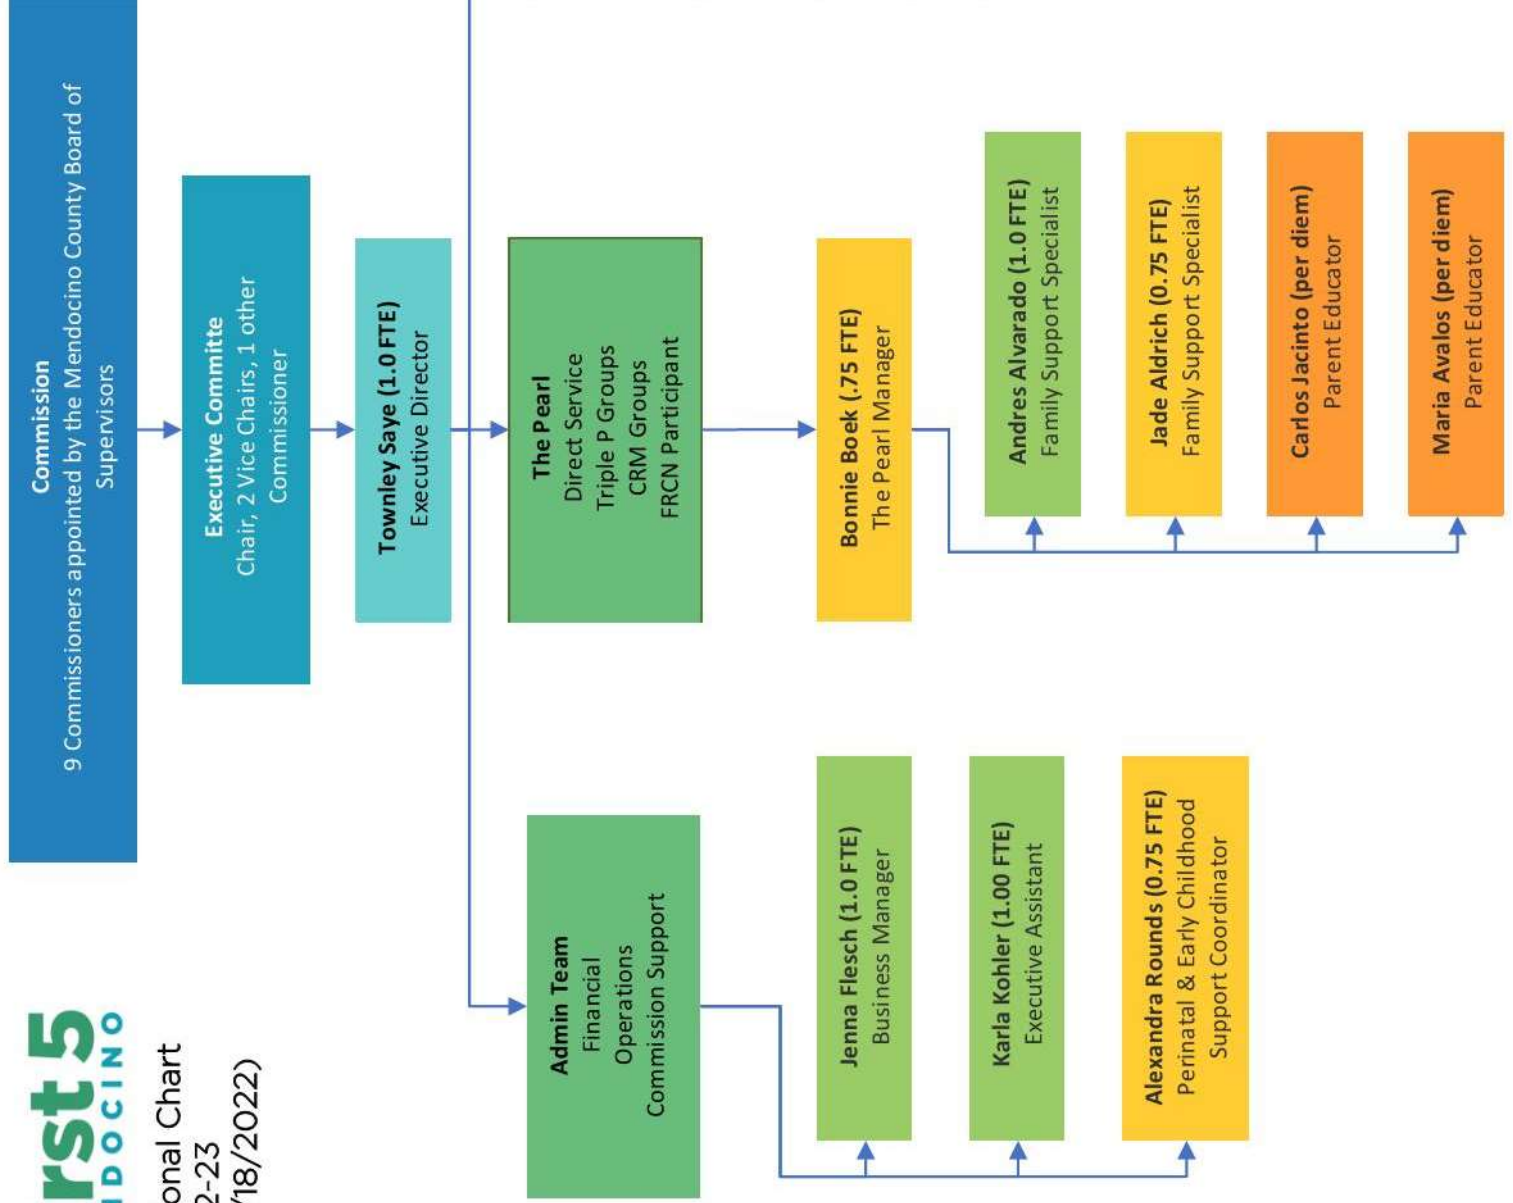 rst 5
NDOCINO
onal Chart
2-23
/18/2022)
Commission
9 Commissioners appointed by the Mendocino County Board of
Supervisors
Executive Committe
Chair, 2 Vice Chairs, 1 other
Commissioner
Townley Saye (1.0 FTE)
Executive Director
Admin Team
Financial
Operations
Commission Support
The Pearl
Direct Service
Triple P Groups
CRM Groups
FRCN Participant
Jenna Flesch (1.0 FTE)
Business Manager
Karla Kohler (1.00 FTE)
Executive Assistant
Alexandra Rounds (0.75 FTE)
Perinatal & Early Childhood
Support Coordinator
Bonnie Boek (.75 FTE)
The Pearl Manager
Andres Alvarado (1.0 FTE)
Family Support Specialist
Jade Aldrich (0.75 FTE)
Family Support Specialist
Carlos Jacinto (per diem)
Parent Educator
Maria Avalos (per diem)
Parent Educator